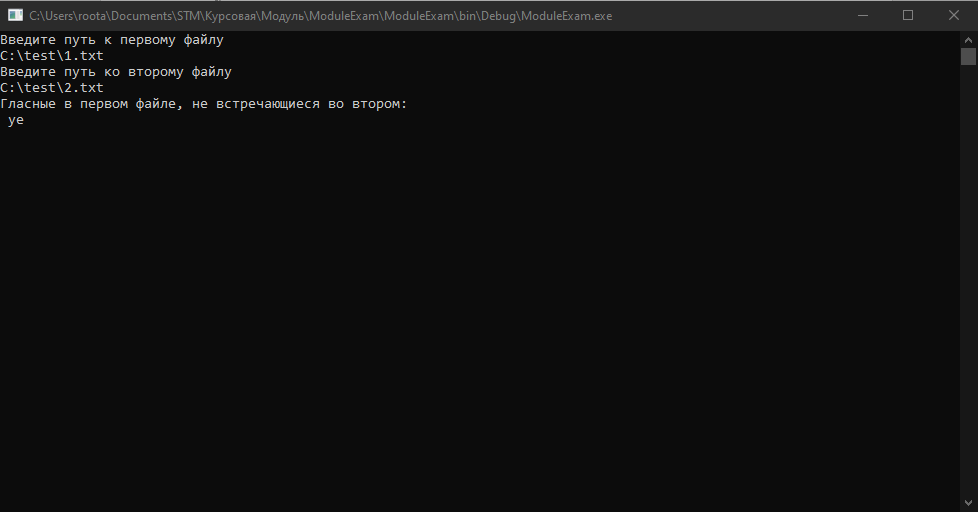 C:\Users\roota\Documents\STM\Курсовая\Модуль\ModuleExam\ModuleExam\bin\Debug\ModuleExam.exe
Введите путь к первому файлу
C:\test\1.txt
Введите путь ко второму файлу
C:\test\2.txt
Гласные в первом файле, не встречающиеся во втором:
уе